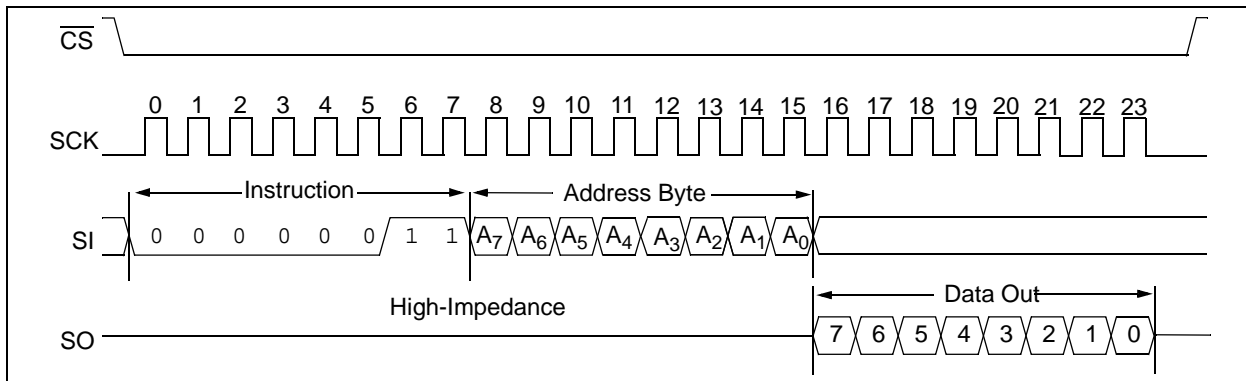 CS
0 1 2 3 4 5 6 7 8 9 10 11 12 13 14 15 16 17 18 19 20 21 22 23
SCK
Instruction Address Byte
SI 0 0 0 0 0 0 1 1 A7 A6 A5 A4 A3 A2 A1 A0
High-Impedance Data Out
SO 7 6 5 4 3 2 1 0